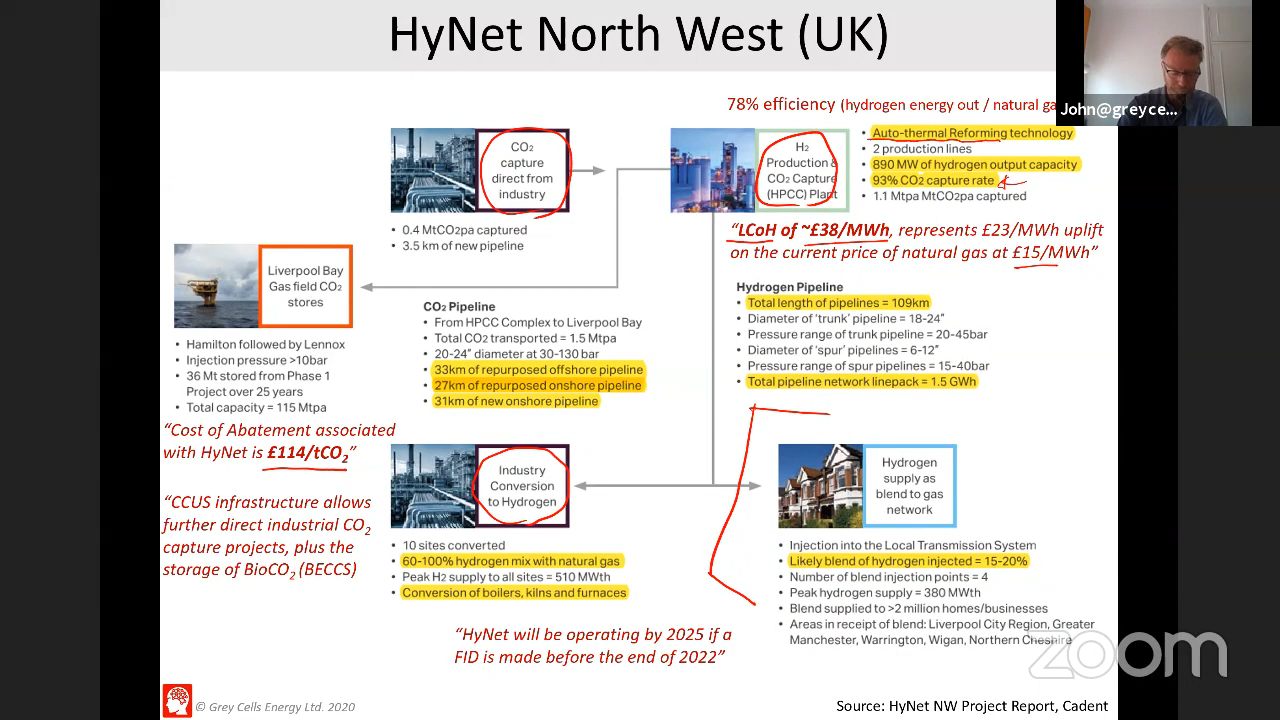 HyNet North West (UK)
John@greyce...
78% efficiency (hydrogen energy out / natural ga
CO2
capture
direct from
industry
0.4 MtCO2pa captured
3.5 km of new pipeline
H2
Production &
CO2 Capture
(HPCC) Plant
Auto-thermal Reforming technology
2 production lines
890 MW of hydrogen output capacity
93% CO2 capture rate
1.1 Mtpa MtCO2pa captured
“LCoH of ~£38/MWh, represents £23/MWh uplift
on the current price of natural gas at £15/MWh”
Liverpool Bay
Gas field CO2
stores
Hamilton followed by Lennox
Injection pressure >10bar
36 Mt stored from Phase 1
Project over 25 years
Total capacity = 115 Mtpa
CO2 Pipeline
From HPCC Complex to Liverpool Bay
Total CO2 transported = 1.5 Mtpa
20-24” diameter at 30-130 bar
33km of repurposed offshore pipeline
27km of repurposed onshore pipeline
31km of new onshore pipeline
Hydrogen Pipeline
Total length of pipelines = 109km
Diameter of ‘trunk’ pipeline = 18-24”
Pressure range of trunk pipeline = 20-45bar
Diameter of ‘spur’ pipelines = 6-12”
Pressure range of spur pipelines = 15-40bar
Total pipeline network linepack = 1.5 GWh
“Cost of Abatement associated
with HyNet is £114/tCO2”
“CCUS infrastructure allows
further direct industrial CO2
capture projects, plus the
storage of BioCO2 (BECCS)
Industry
Conversion
to Hydrogen
10 sites converted
60-100% hydrogen mix with natural gas
Peak H2 supply to all sites = 510 MWth
Conversion of boilers, kilns and furnaces
Hydrogen
supply as
blend to gas
network
Injection into the Local Transmission System
Likely blend of hydrogen injected = 15-20%
Number of blend injection points = 4
Peak hydrogen supply = 380 MWth
Blend supplied to >2 million homes/businesses
Areas in receipt of blend: Liverpool City Region, Greater
Manchester, Warrington, Wigan, Northern Cheshire
“HyNet will be operating by 2025 if a
FID is made before the end of 2022”
zoom
© Grey Cells Energy Ltd. 2020
Source: HyNet NW Project Report, Cadent